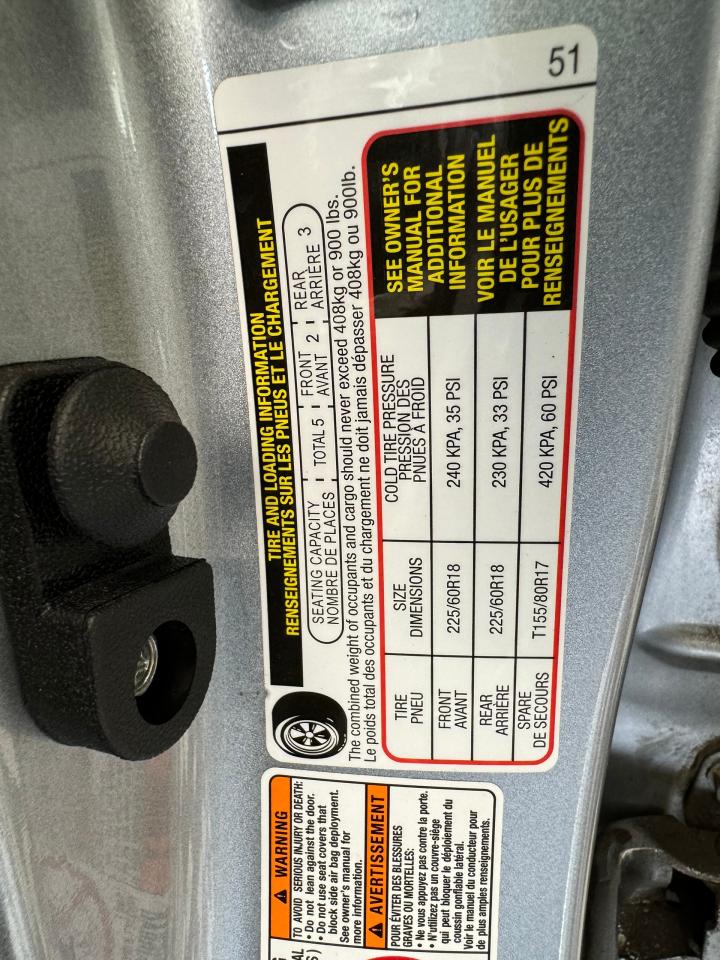 51
TIRE AND LOADING INFORMATION
RENSEIGNEMENTS SUR LES PNEUS ET LE CHARGEMENT
SEATING CAPACITY TOTAL 5 FRONT 2 REAR 3
NOMBRE DE PLACES AVANT ARRIÈRE
The combined weight of occupants and cargo should never exceed 408kg or 900 lbs.
Le poids total des occupants et du chargement ne doit jamais dépasser 408kg ou 900lb.
TIRE
PNEU
SIZE
DIMENSIONS
COLD TIRE PRESSURE
PRESSION DES
PNUES À FROID
FRONT
AVANT
225/60R18
240 KPA, 35 PSI
REAR
ARRIÈRE
225/60R18
230 KPA, 33 PSI
SPARE
DE SECOURS
T155/80R17
420 KPA, 60 PSI
SEE OWNER'S
MANUAL FOR
ADDITIONAL
INFORMATION
VOIR LE MANUEL
DE L'USAGER
POUR PLUS DE
RENSEIGNEMENTS
WARNING
TO AVOID SERIOUS INJURY OR DEATH:
• Do not lean against the door.
• Do not use seat covers that
block side air bag deployment.
See owner's manual for
more information.
AVERTISSEMENT
POUR ÉVITER DES BLESSURES
GRAVES OU MORTELLES:
• Ne vous appuyez pas contre la porte.
• N'utilizez pas un couvre-siège
qui peut bloquer le déploiement du
coussin gonflable latéral.
Voir le manuel du conducteur pour
de plus amples renseignements.